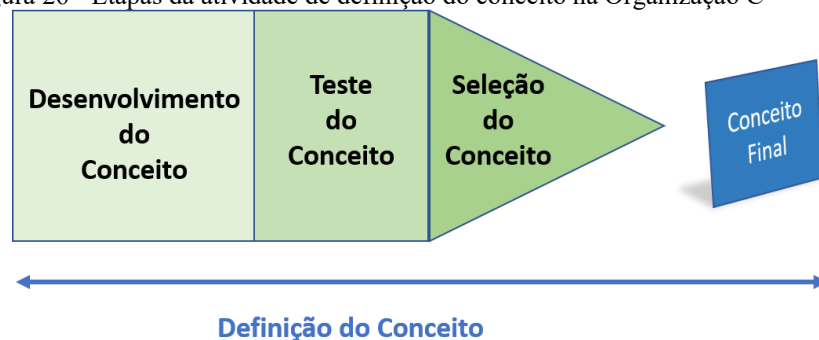 Etapas da atividade de definição do conceito na Organização C
Desenvolvimento
do
Conceito
Teste
do
Conceito
Seleção
do
Conceito
Conceito
Final
Definição do Conceito